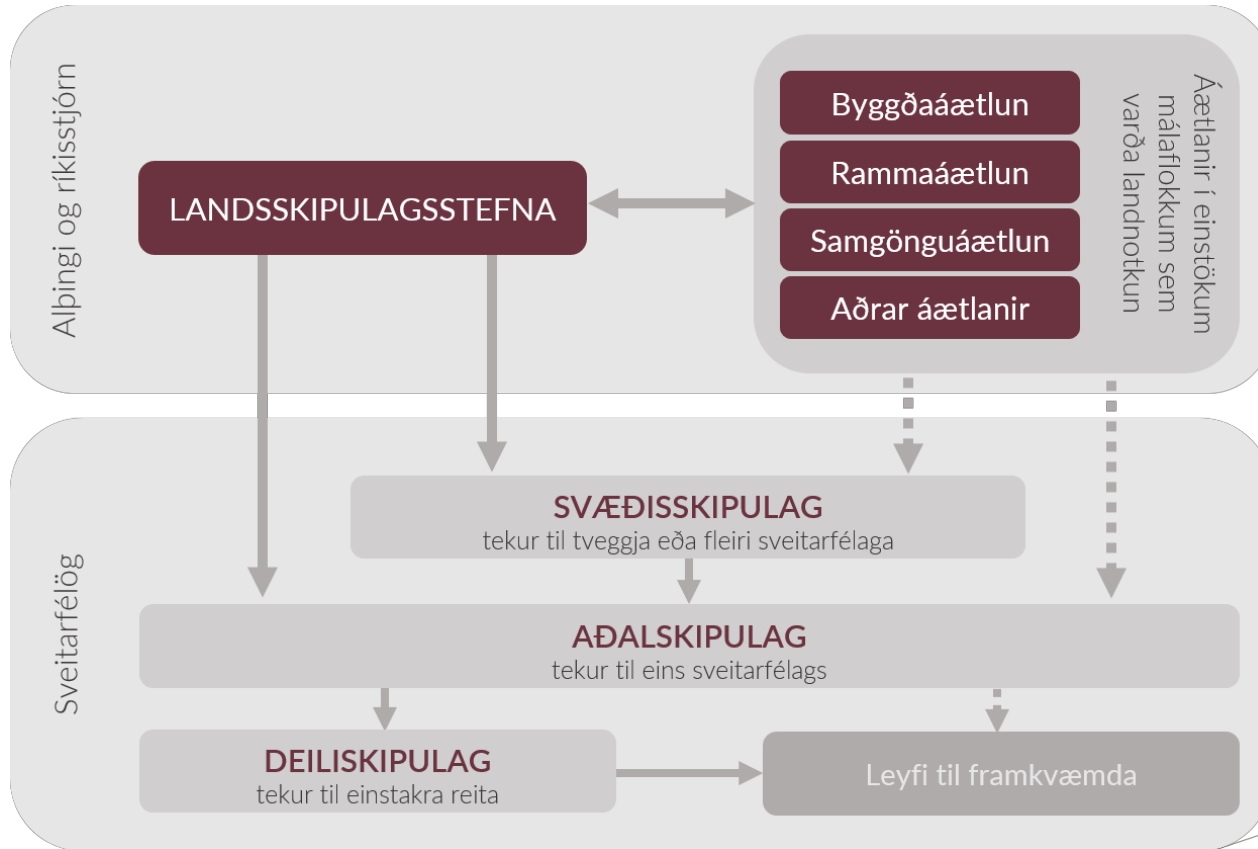 Alþingi og ríkisstjórn
LANDSSKIPULAGSSTEFNA
Byggðaáætlun
Rammaáætlun
Samgönguáætlun
Aðrar áætlanir
Áætlanir í einstökum
málaflokkum sem
varða landnotkun
Sveitarfélög
SVÆÐISSKIPULAG
tekur til tveggja eða fleiri sveitarfélaga
AÐALSKIPULAG
tekur til eins sveitarfélags
DEILISKIPULAG
tekur til einstakra reita
Leyfi til framkvæmda